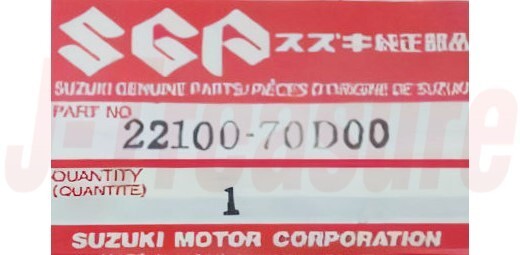 SGP スズキ純正部品
SUZUKI GENUINE PARTS/PIÈCES D'ORIGINE DE SUZUKI
PART NO.
22100-70D00
QUANTITY
(QUANTITE)
1
SUZUKI MOTOR CORPORATION
J-Treasure